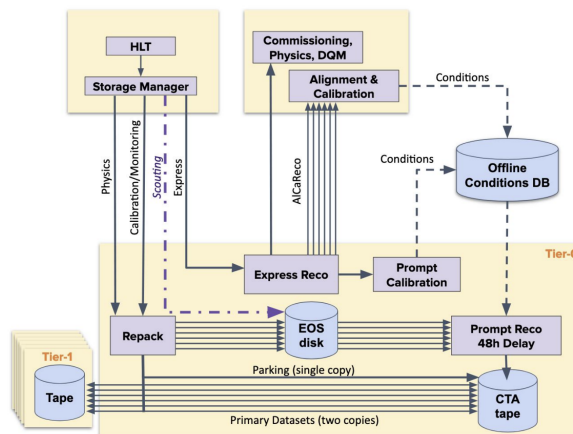 HLT
Storage Manager
Commissioning,
Physics, DQM
Alignment &
Calibration
Conditions
Physics
Calibration/Monitoring
Scouting
Express
AlCaReco
Conditions
Offline
Conditions DB
Tier-0
Express Reco
Prompt
Calibration
Repack
EOS
disk
Prompt Reco
48h Delay
Tier-1
Tape
Parking (single copy)
CTA
tape
Primary Datasets (two copies)